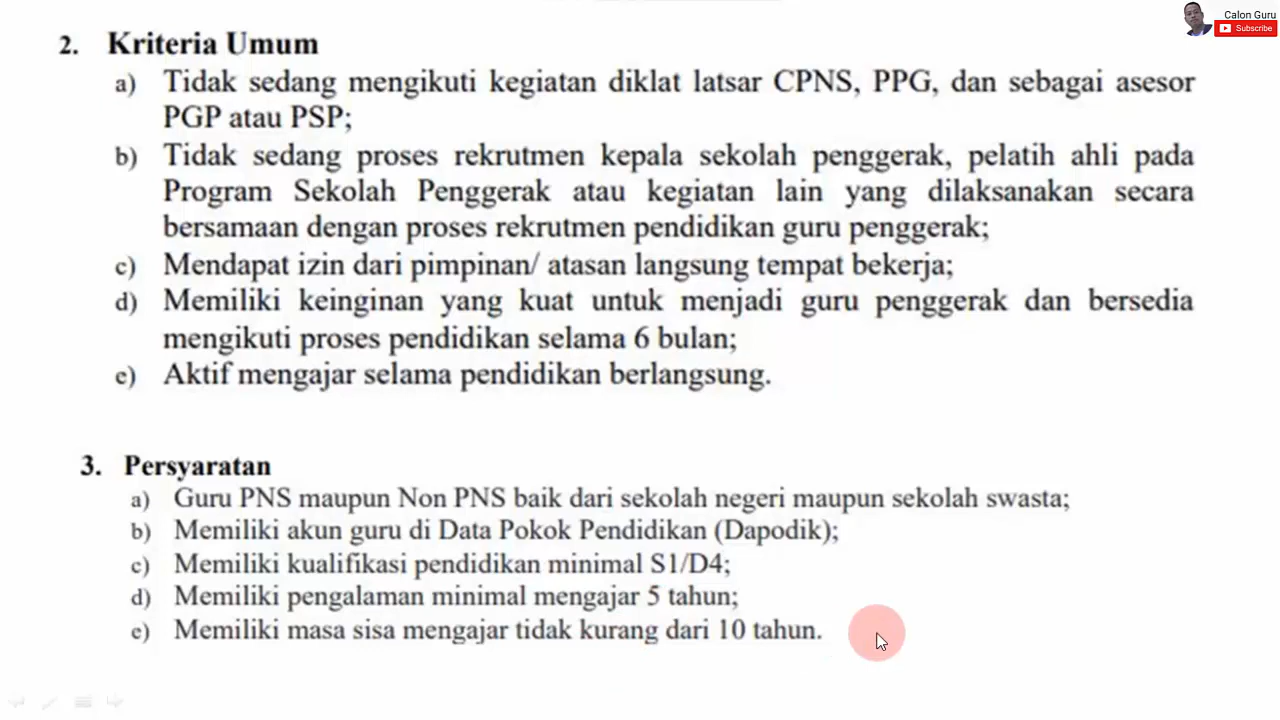 Calon Guru
Subscribe
2. Kriteria Umum
a) Tidak sedang mengikuti kegiatan diklat latsar CPNS, PPG, dan sebagai asesor
PGP atau PSP;
b) Tidak sedang proses rekrutmen kepala sekolah penggerak, pelatih ahli pada
Program Sekolah Penggerak atau kegiatan lain yang dilaksanakan secara
bersamaan dengan proses rekrutmen pendidikan guru penggerak;
c) Mendapat izin dari pimpinan/ atasan langsung tempat bekerja;
d) Memiliki keinginan yang kuat untuk menjadi guru penggerak dan bersedia
mengikuti proses pendidikan selama 6 bulan;
e) Aktif mengajar selama pendidikan berlangsung.
3. Persyaratan
a) Guru PNS maupun Non PNS baik dari sekolah negeri maupun sekolah swasta;
b) Memiliki akun guru di Data Pokok Pendidikan (Dapodik);
c) Memiliki kualifikasi pendidikan minimal S1/D4;
d) Memiliki pengalaman minimal mengajar 5 tahun;
e) Memiliki masa sisa mengajar tidak kurang dari 10 tahun.